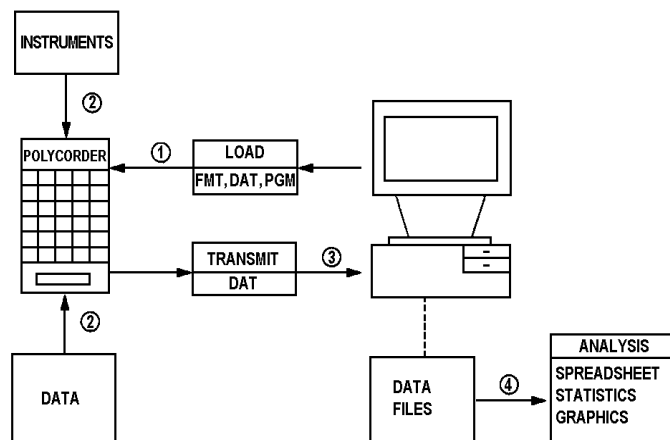 INSTRUMENTS
②
POLYCORDER
①
LOAD
FMT, DAT, PGM
TRANSMIT
DAT
③
②
DATA
DATA
FILES
④
ANALYSIS
SPREADSHEET
STATISTICS
GRAPHICS